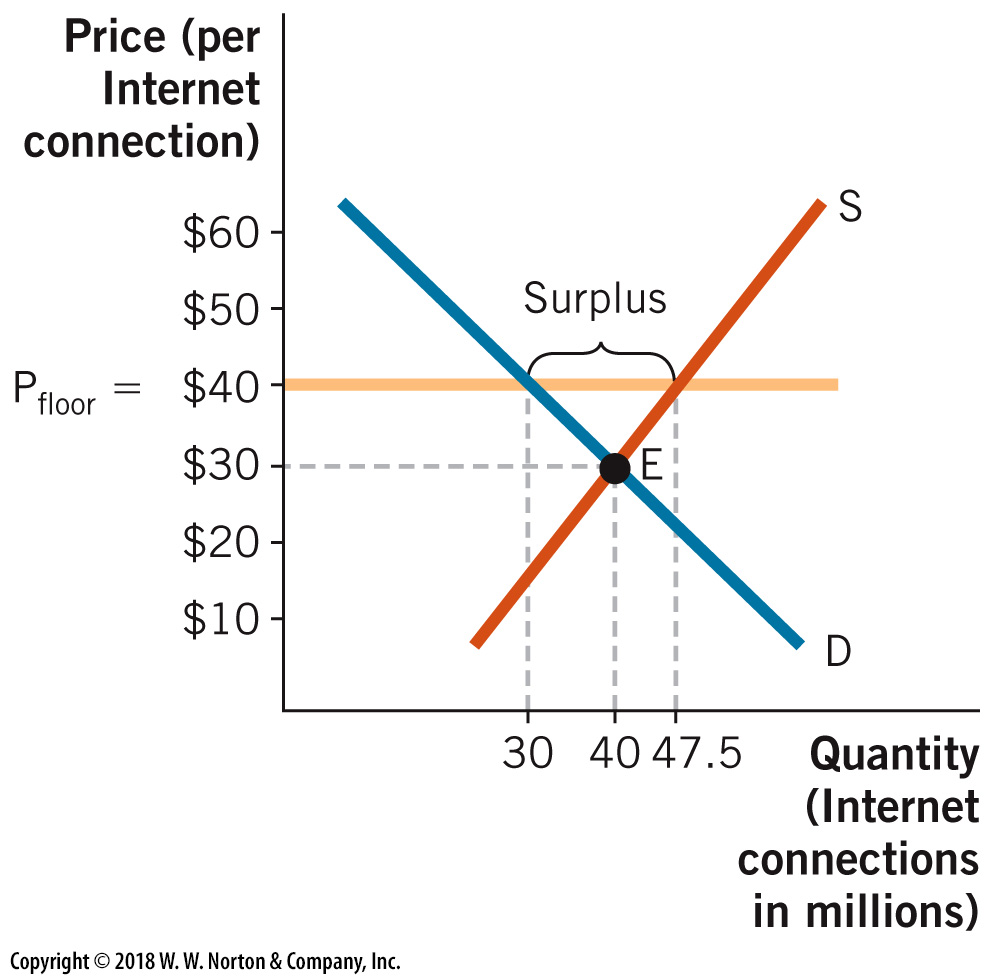 Price (per
Internet
connection)
S
$60
Surplus
$50
P floor = $40
$30
E
$20
$10
D
30 40 47.5
Quantity
(Internet
connections
in millions)
Copyright © 2018 W. W. Norton & Company, Inc.